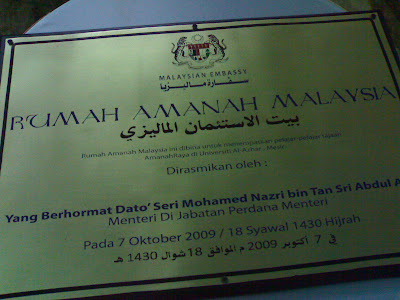 MALAYSIAN EMBASSY
سفارة ماليزيا
RUMAH AMANAH MALAYSIA
بيت الاستئمان الماليزي
Rumah Amanah Malaysia ini dibina untuk menempatkan pelajar-pelajar tajaan
Amanahraya di Universiti Al-Azhar, Mesir
Dirasmikan oleh :
Yang Berhormat Dato' Seri Mohamed Nazri bin Tan Sri Abdul A
Menteri Di Jabatan Perdana Menteri
Pada 7 Oktober 2009 / 18 Syawal 1430 Hijrah
في 7 أكتوبر 2009 م الموافق 18 شوال 1430 هـ